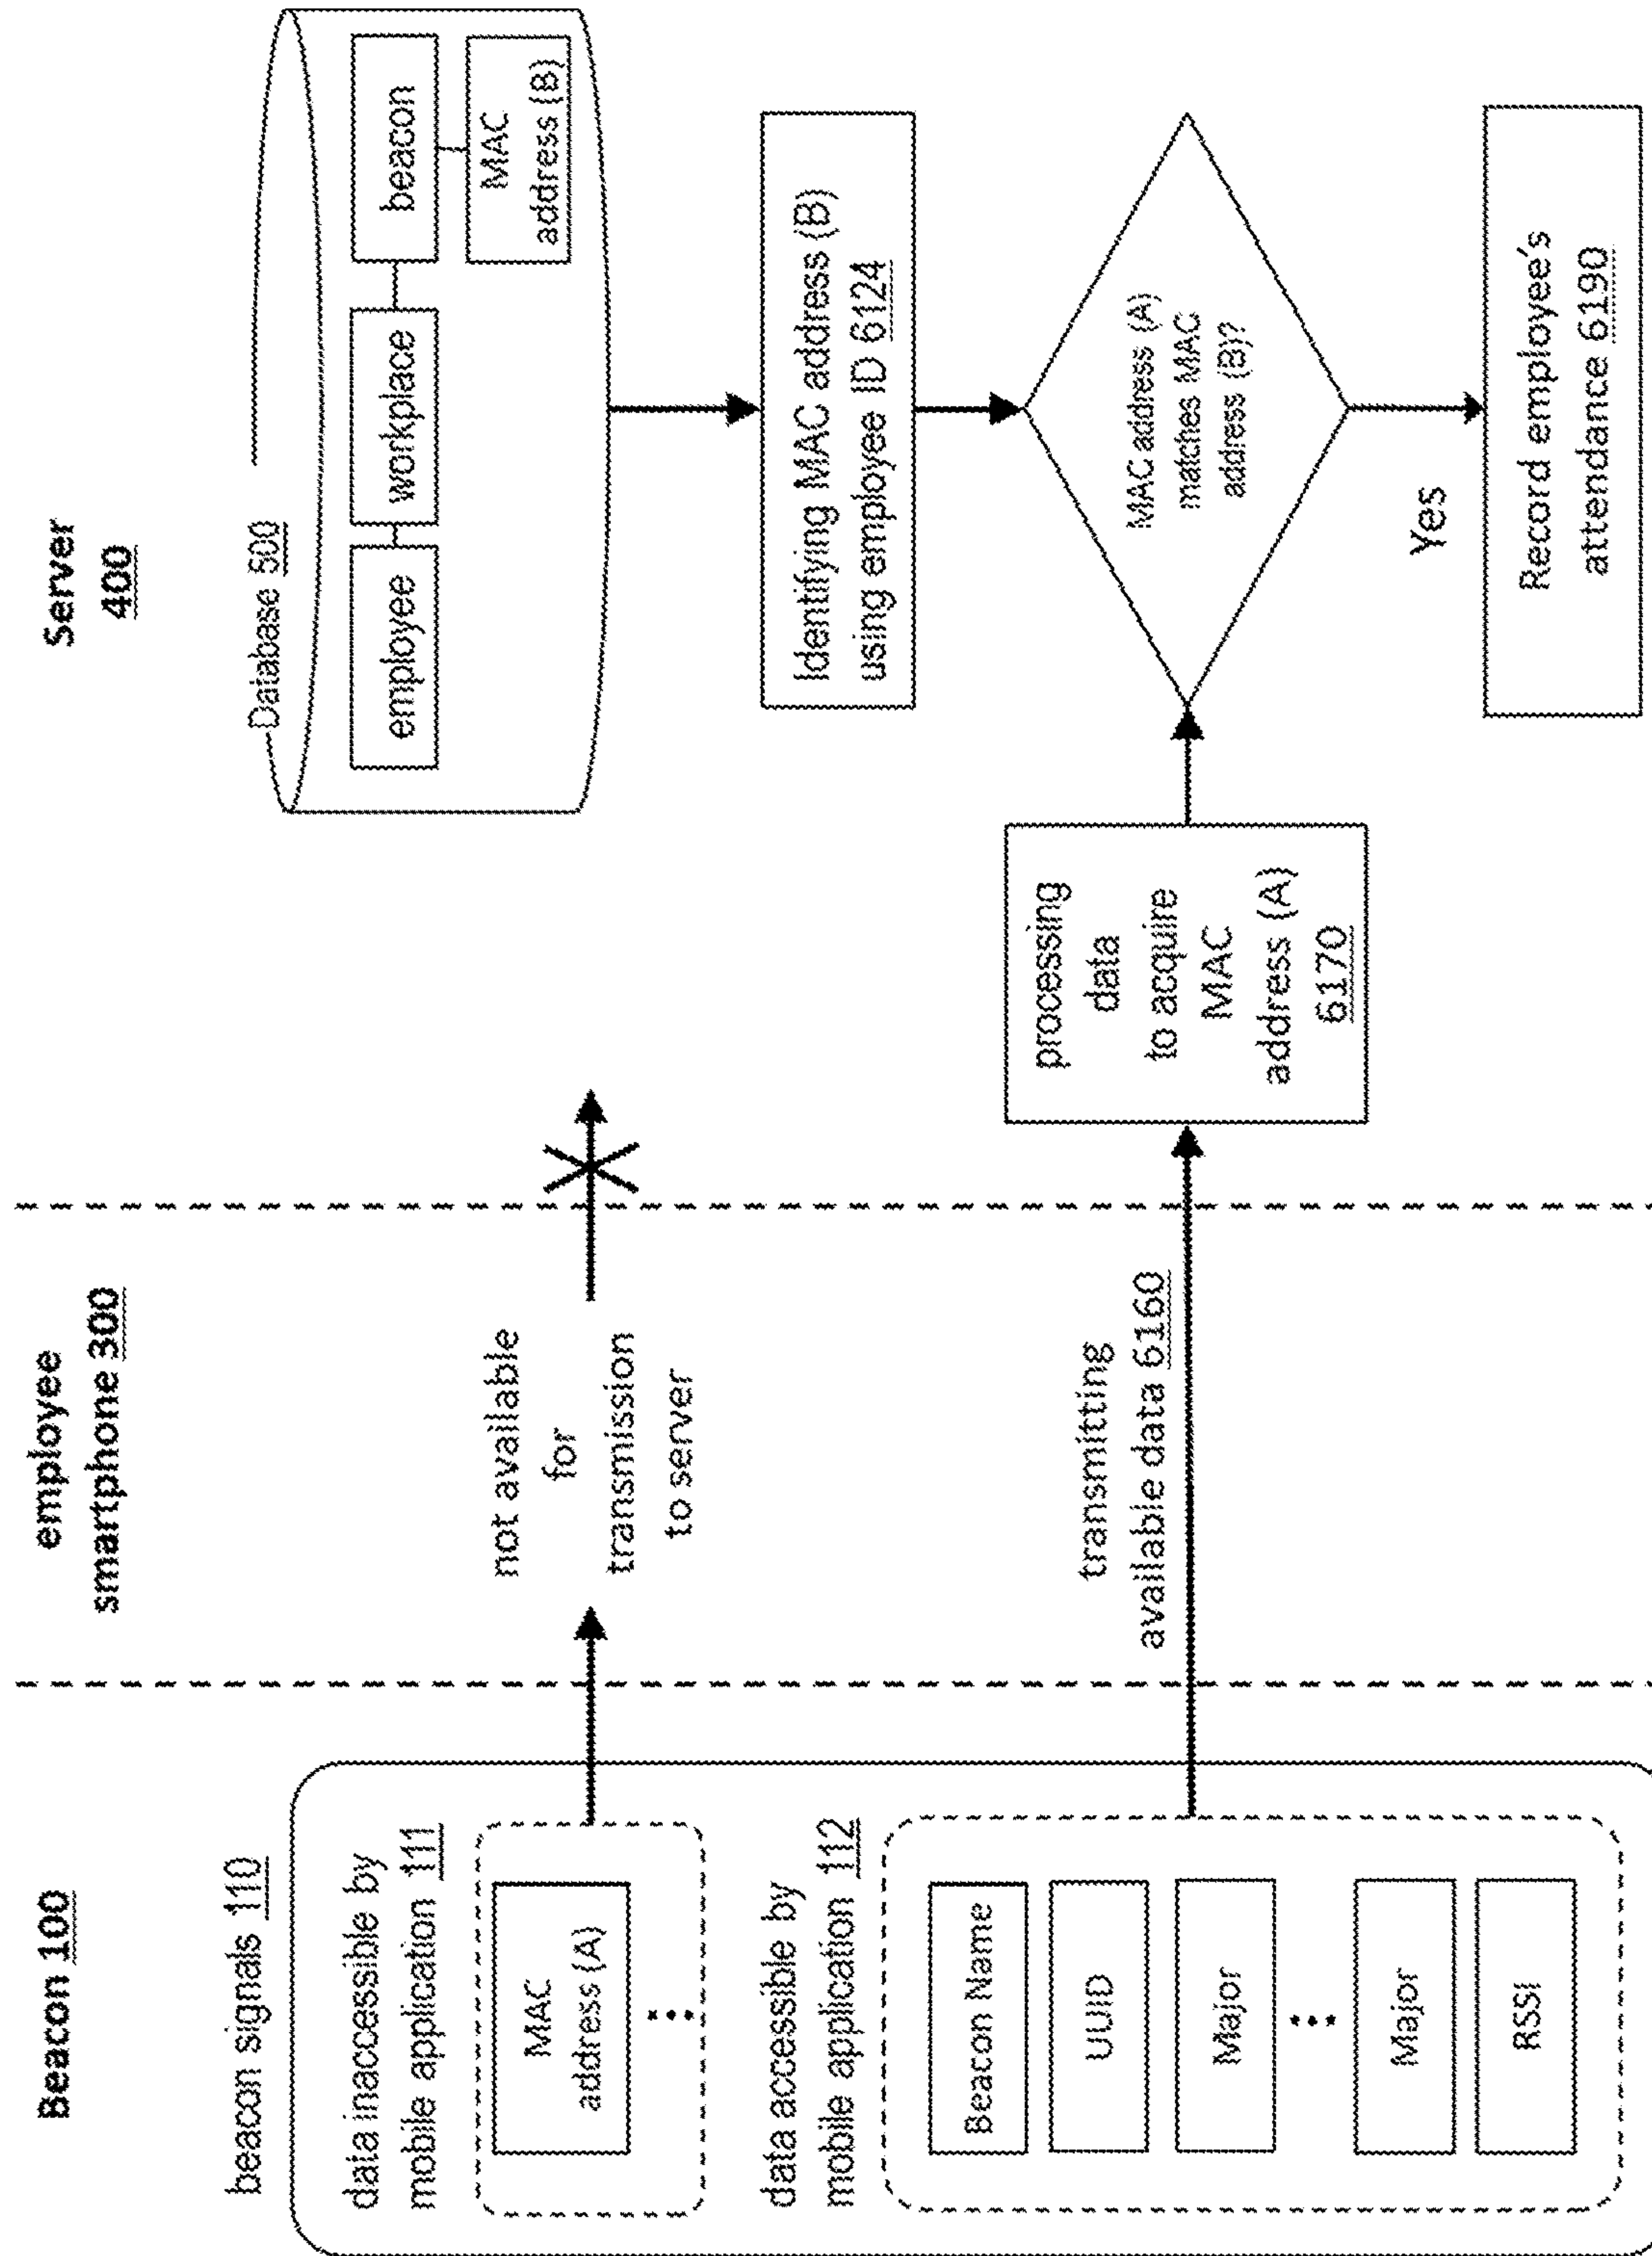 Beacon 100
beacon signals 110
data inaccessible by
mobile application 111
MAC
address (A)
data accessible by
mobile application 112
Beacon Name
UUID
Major
Major
RSSI
employee
smartphone 300
not available
for
transmission
to server
transmitting
available data 6160
Server
400
Database 500
employee
workplace
beacon
MAC
address (B)
Identifying MAC address (B)
using employee ID 6124
processing
data
to acquire
MAC
address (A)
6170
MAC address (A)
matches MAC
address (B)?
Yes
Record employee's
attendance 6190